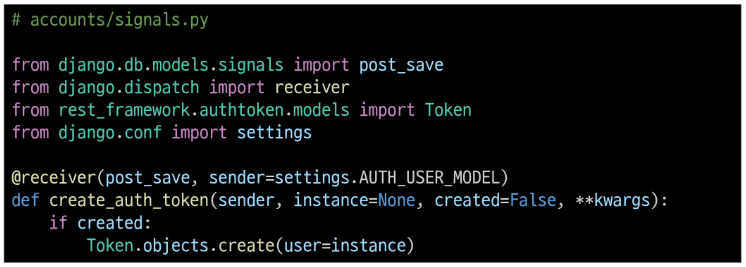 # accounts/signals.py
from django.db.models.signals import post_save
from django.dispatch import receiver
from rest_framework.authtoken.models import Token
from django.conf import settings
@receiver(post_save, sender=settings.AUTH_USER_MODEL)
def create_auth_token(sender, instance=None, created=False, **kwargs):
    if created:
        Token.objects.create(user=instance)